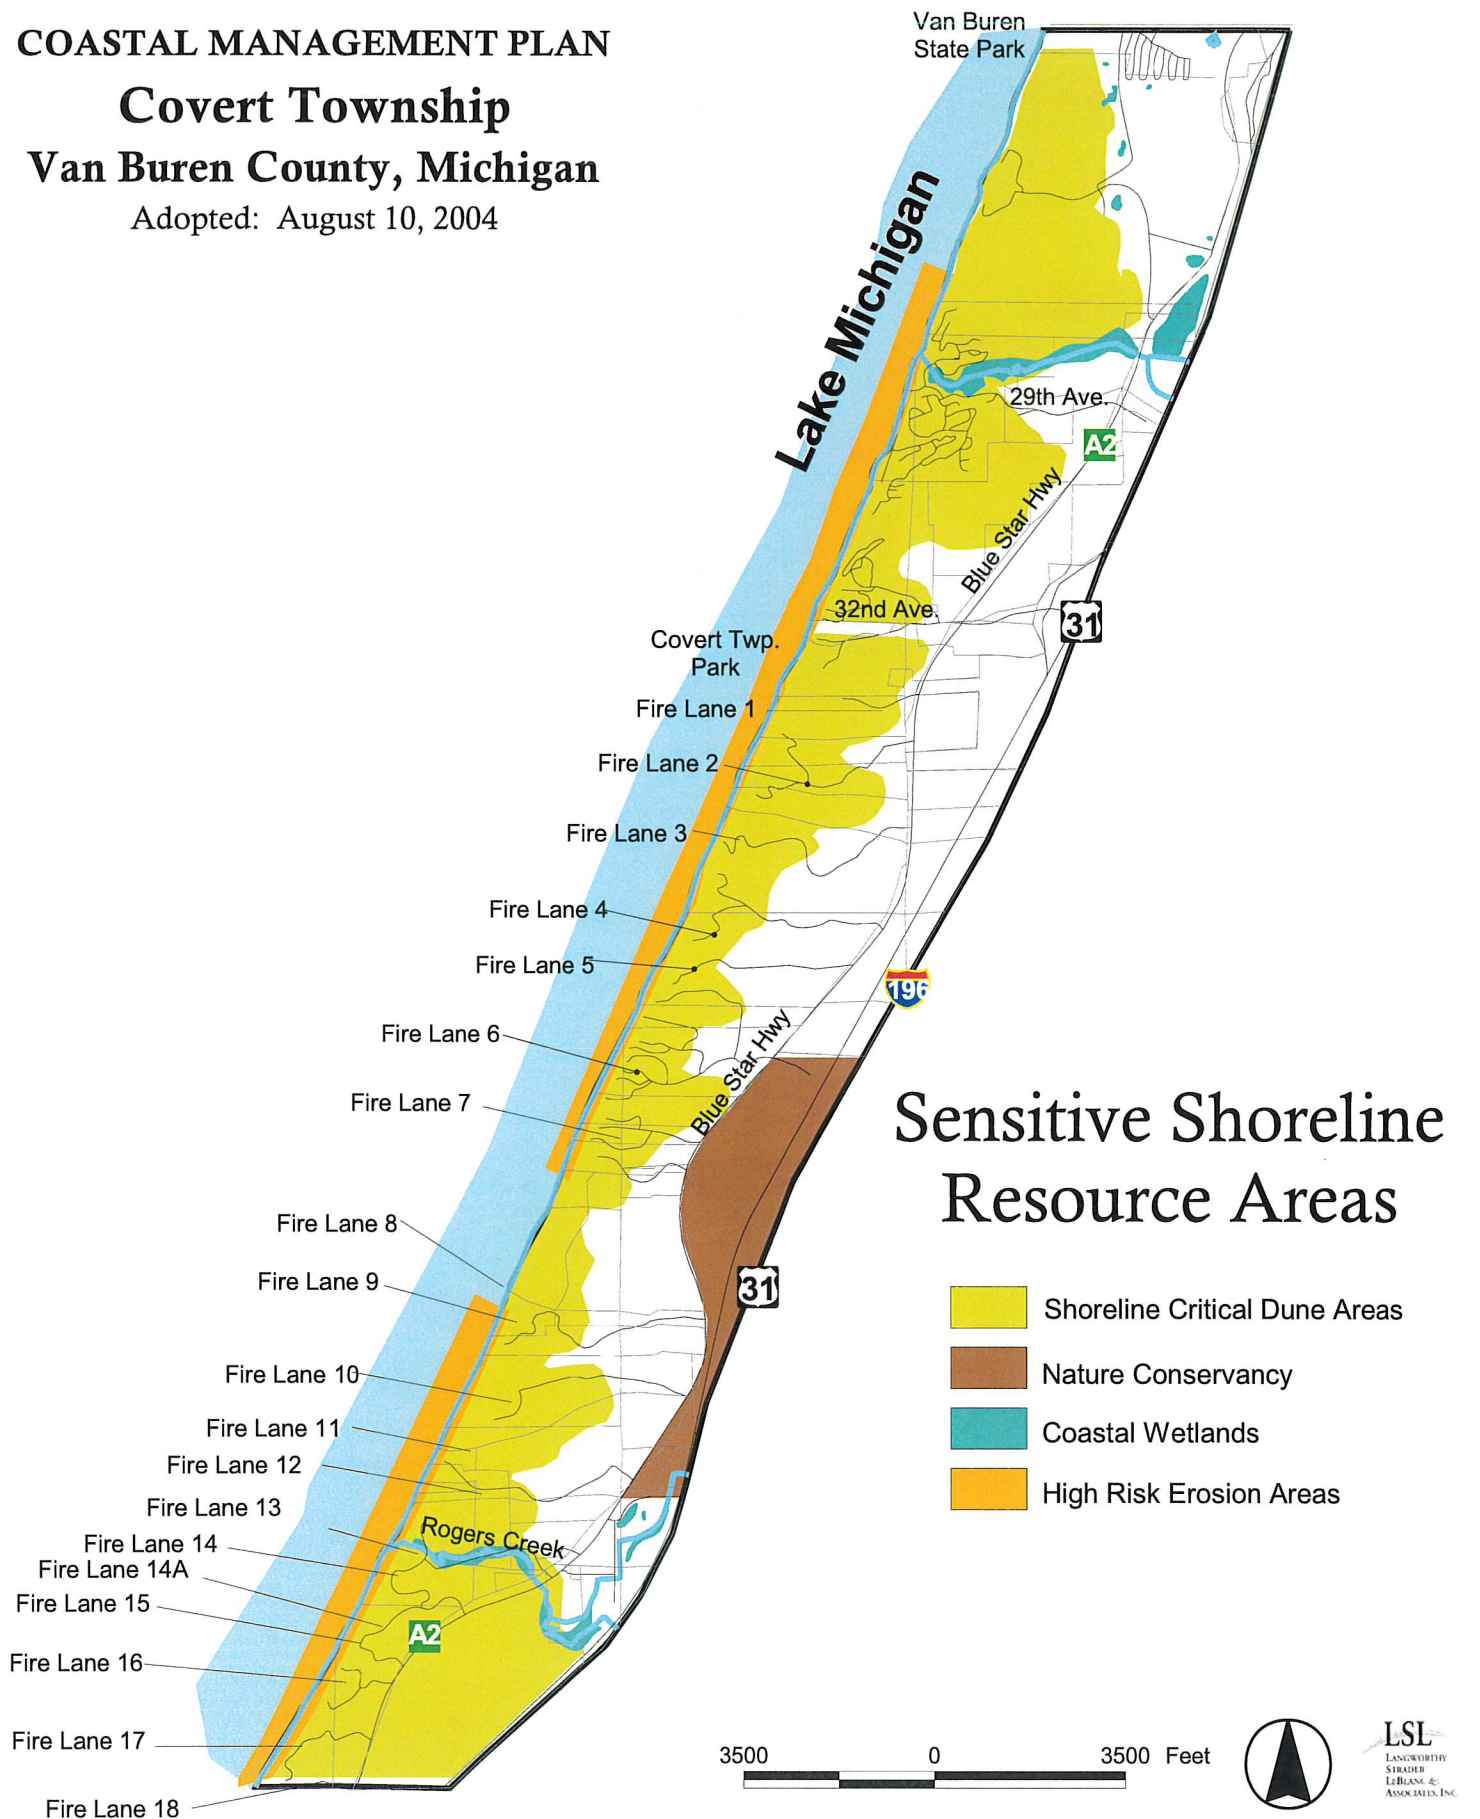 COASTAL MANAGEMENT PLAN
Covert Township
Van Buren County, Michigan
Adopted: August 10, 2004
Van Buren
State Park
Lake Michigan
29th Ave.
A2
Blue Star Hwy
32nd Ave.
31
Covert Twp.
Park
Fire Lane 1
Fire Lane 2
Fire Lane 3
Fire Lane 4
Fire Lane 5
196
Fire Lane 6
Blue Star Hwy
Fire Lane 7
Sensitive Shoreline
Resource Areas
Fire Lane 8
Fire Lane 9
31
Shoreline Critical Dune Areas
Nature Conservancy
Coastal Wetlands
High Risk Erosion Areas
Fire Lane 10
Fire Lane 11
Fire Lane 12
Fire Lane 13
Rogers Creek
Fire Lane 14
Fire Lane 14A
Fire Lane 15
A2
Fire Lane 16
Fire Lane 17
Fire Lane 18
3500 0 3500 Feet
LSL
LANGWORTHY
STRADER
LEBLANC &
ASSOCIATES, INC.